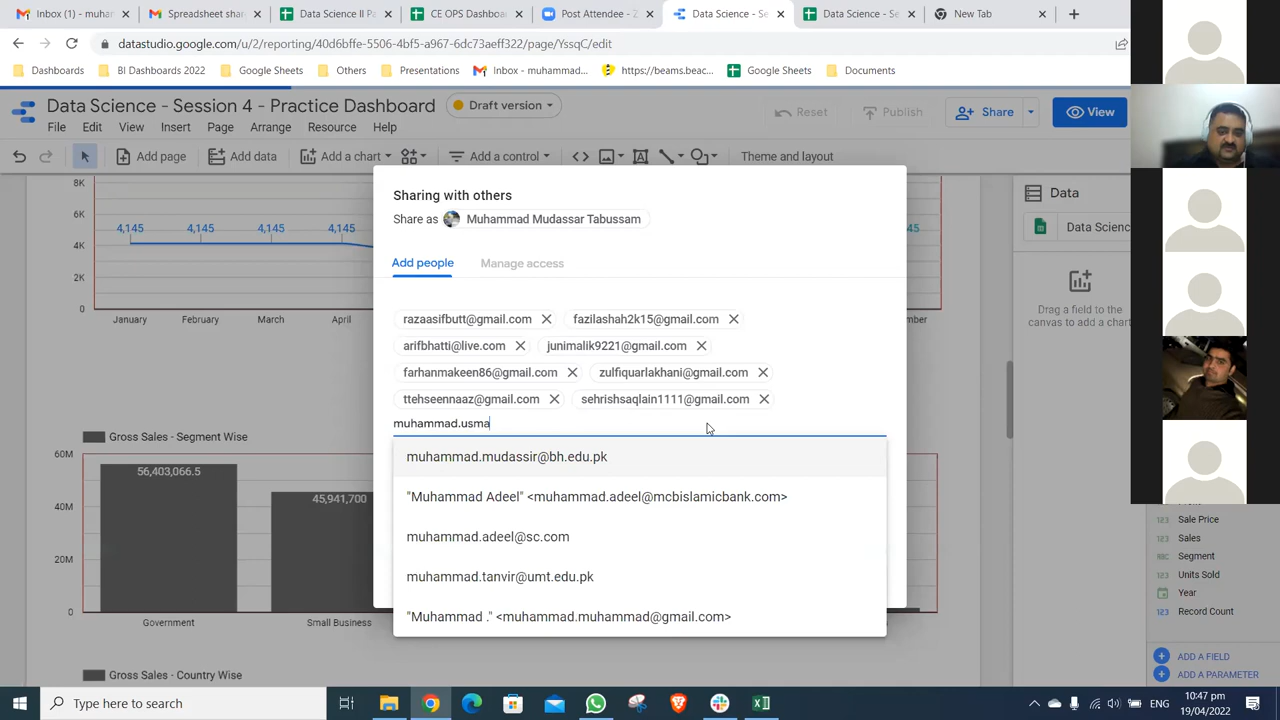 Inbox (1) - muhamm
Spreadsheet sha
Data Science II Pa
CE OPS Dashboa
Post Attendee - Z
Data Science - Se
Data Science - Se
New Tab
datastudio.google.com/u/2/reporting/40d6bffe-5506-4bf5-a967-6dc73aeff322/page/YssqC/edit
Dashboards
BI Dashboards 2022
Google Sheets
Others
Presentations
Inbox - muhammad...
https://beams.beac...
Google Sheets
Documents
Data Science - Session 4 - Practice Dashboard
Draft version
Reset
Publish
Share
View
File Edit View Insert Page Arrange Resource Help
Add page
Add data
Add a chart
Add a control
Theme and layout
Sharing with others
Share as Muhammad Mudassar Tabussam
Add people
Manage access
razaasifbutt@gmail.com
fazilashah2k15@gmail.com
arifbhatti@live.com
junimalik9221@gmail.com
farhanmakeen86@gmail.com
zulfiquarlakhani@gmail.com
ttehseennaaz@gmail.com
sehrishsaqlain1111@gmail.com
muhammad.usma
muhammad.mudassir@bh.edu.pk
"Muhammad Adeel" <muhammad.adeel@mcbislamicbank.com>
muhammad.adeel@sc.com
muhammad.tanvir@umt.edu.pk
"Muhammad ." <muhammad.muhammad@gmail.com>
8K
4,145 4,145 4,145 4,145
4K
2K
0
January February March April
Gross Sales - Segment Wise
60M
56,403,066.5
45,941,700
40M
20M
0
Government
Small Business
Gross Sales - Country Wise
Data
Data Science
Drag a field to the
canvas to add a chart
Sale Price
Sales
Segment
Units Sold
Year
Record Count
ADD A FIELD
ADD A PARAMETER
Type here to search
10:47 pm
19/04/2022